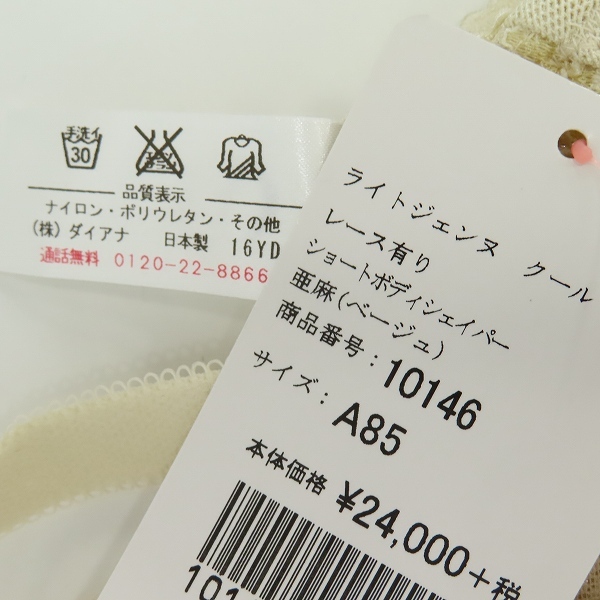 手洗イ
30
品質表示
ナイロン・ポリウレタン・その他
(株) ダイアナ 日本製 16YD
通話無料 0120-22-8866
ライトジェンヌ クール
レース有り
ショートボディシェイパー
亜麻(ベージュ)
商品番号：10146
サイズ：A85
本体価格 ¥24,000+税
101